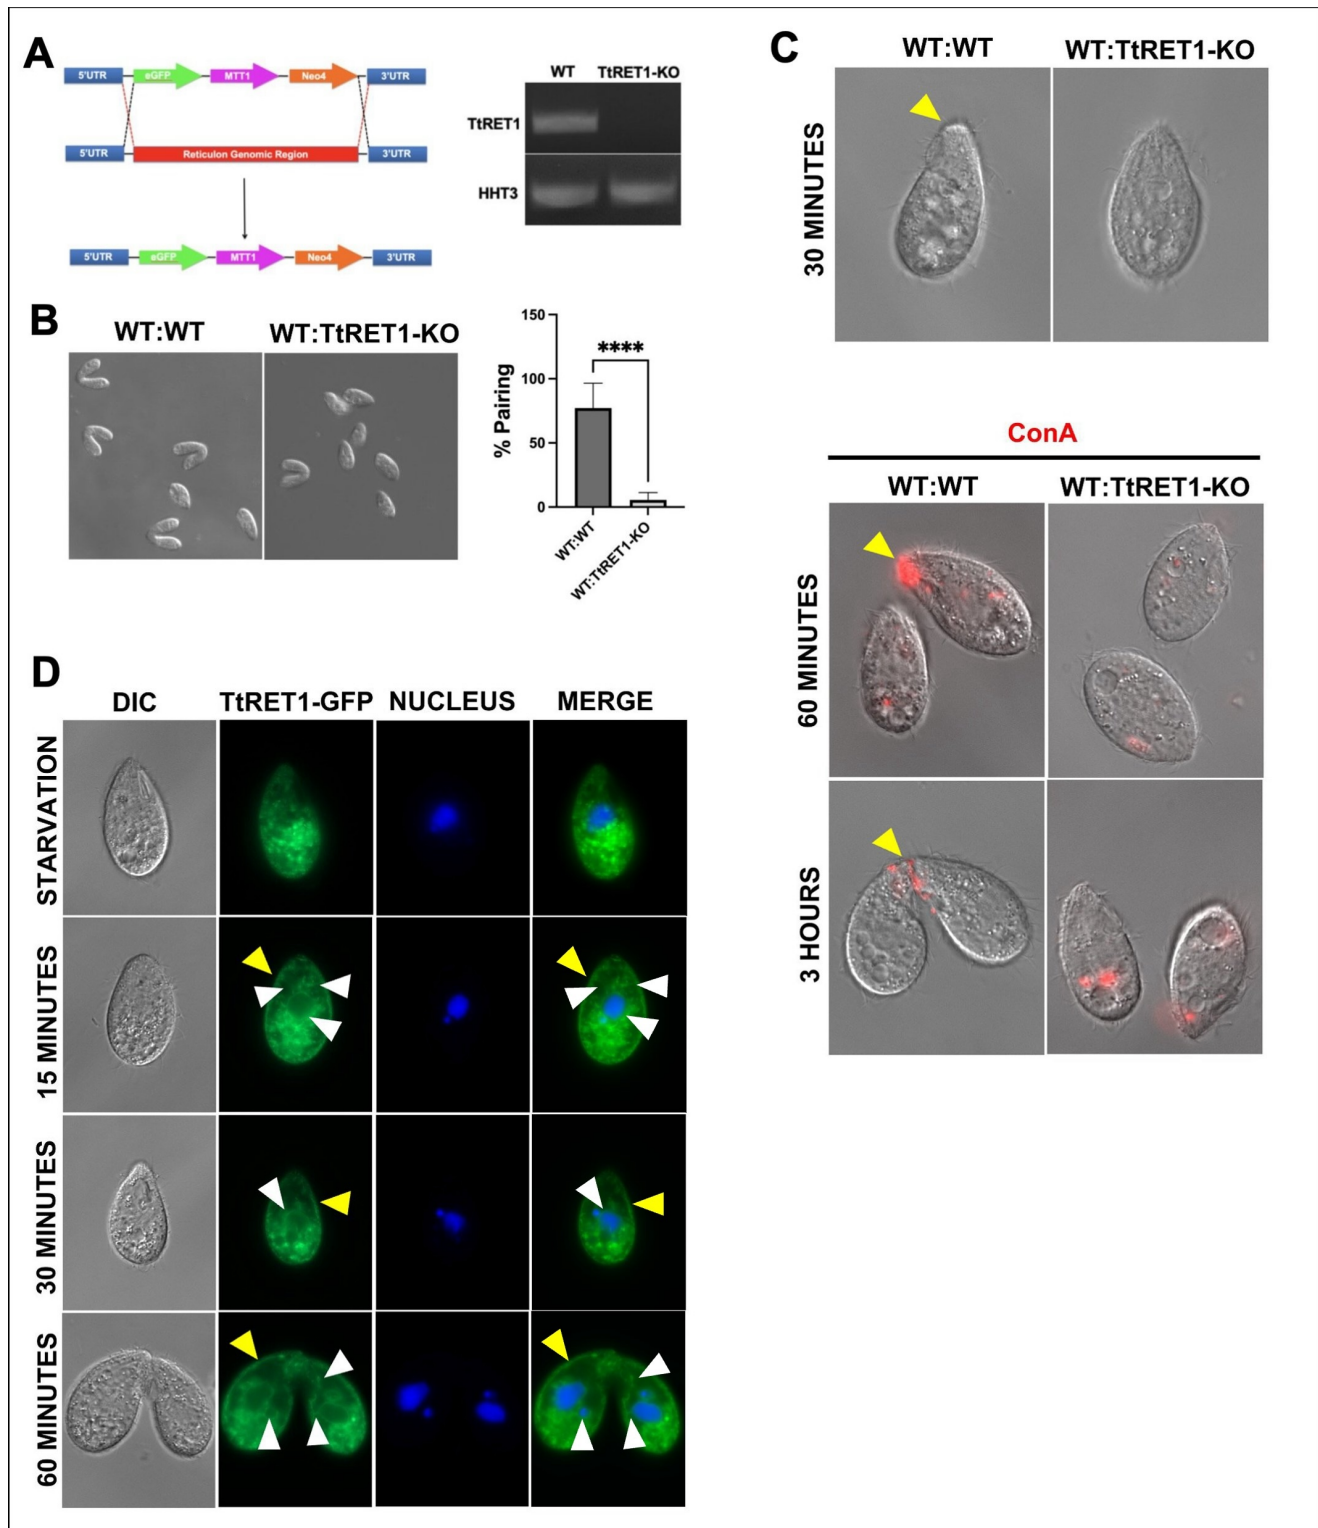 A
5'UTR eGFP MTT1 Neo4 3'UTR
5'UTR Reticulon Genomic Region 3'UTR
5'UTR eGFP MTT1 Neo4 3'UTR
WT TtRET1-KO
TtRET1
HHT3
B
WT:WT WT:TtRET1-KO
% Pairing
150
100
50
0
****
WT:WT
WT:TtRET1-KO
C
WT:WT WT:TtRET1-KO
30 MINUTES
ConA
WT:WT WT:TtRET1-KO
60 MINUTES
3 HOURS
D
DIC TtRET1-GFP NUCLEUS MERGE
STARVATION
15 MINUTES
30 MINUTES
60 MINUTES